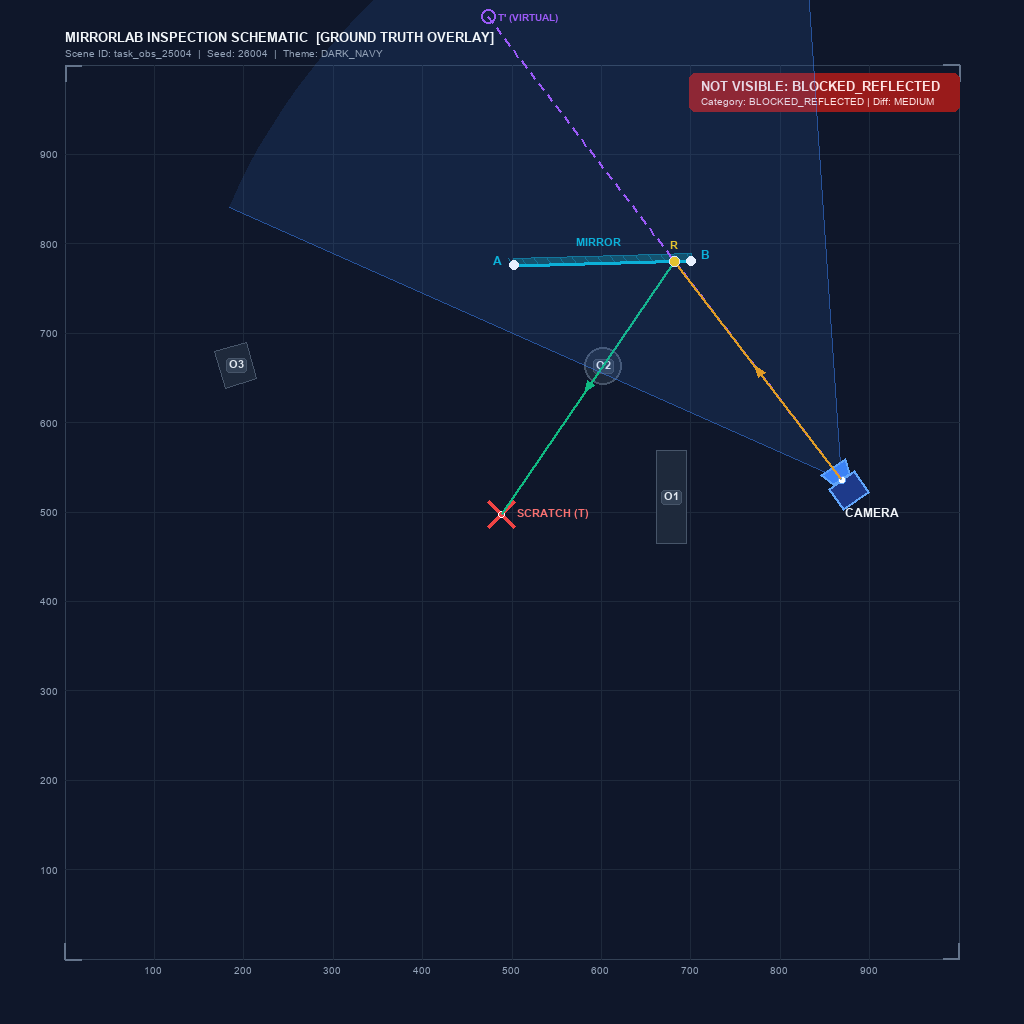 T' (VIRTUAL)
MIRRORLAB INSPECTION SCHEMATIC [GROUND TRUTH OVERLAY]
Scene ID: task_obs_25004 | Seed: 26004 | Theme: DARK_NAVY
NOT VISIBLE: BLOCKED_REFLECTED
Category: BLOCKED_REFLECTED | Diff: MEDIUM
900
800
MIRROR
R
A
B
700
O3
O2
600
O1
500
SCRATCH (T)
CAMERA
400
300
200
100
100 200 300 400 500 600 700 800 900